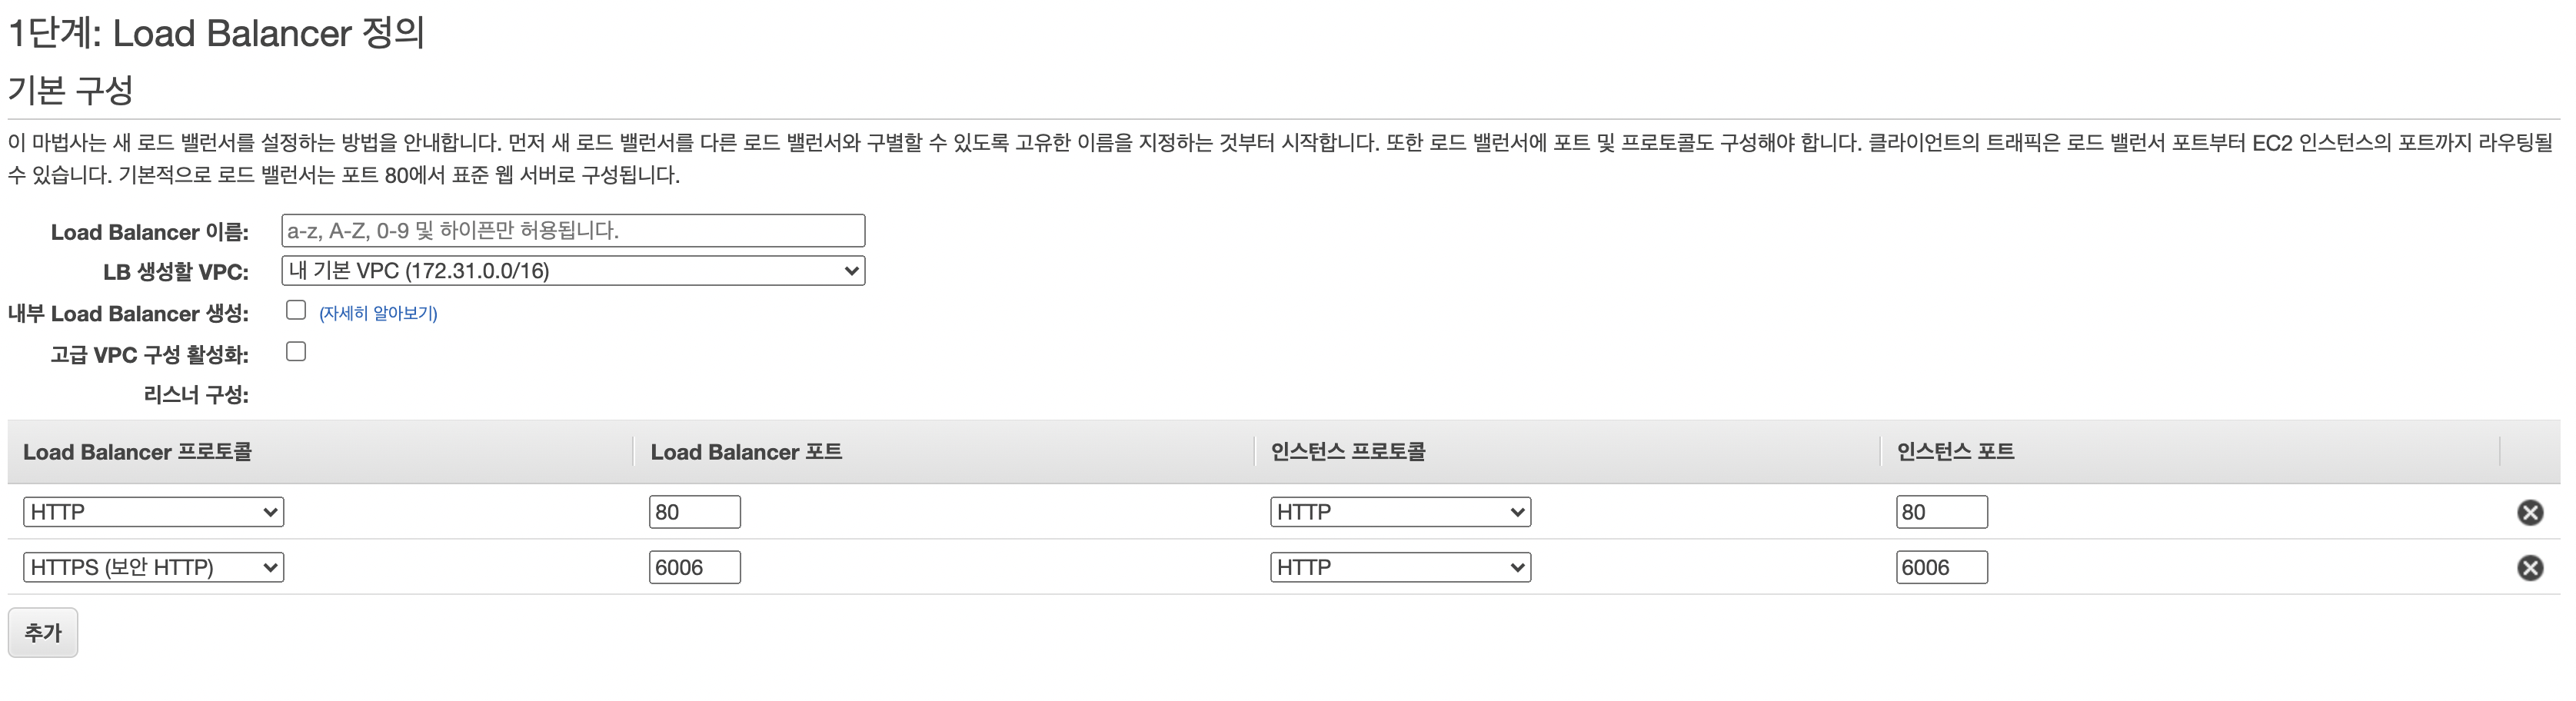 1단계: Load Balancer 정의
기본 구성
이 마법사는 새 로드 밸런서를 설정하는 방법을 안내합니다. 먼저 새 로드 밸런서를 다른 로드 밸런서와 구별할 수 있도록 고유한 이름을 지정하는 것부터 시작합니다. 또한 로드 밸런서에 포트 및 프로토콜도 구성해야 합니다. 클라이언트의 트래픽은 로드 밸런서 포트부터 EC2 인스턴스의 포트까지 라우팅될
수 있습니다. 기본적으로 로드 밸런서는 포트 80에서 표준 웹 서버로 구성됩니다.
Load Balancer 이름: a-z, A-Z, 0-9 및 하이픈만 허용됩니다.
LB 생성할 VPC: 내 기본 VPC (172.31.0.0/16)
내부 Load Balancer 생성: (자세히 알아보기)
고급 VPC 구성 활성화:
리스너 구성:
Load Balancer 프로토콜 Load Balancer 포트 인스턴스 프로토콜 인스턴스 포트
HTTP 80 HTTP 80
HTTPS (보안 HTTP) 6006 HTTP 6006
추가